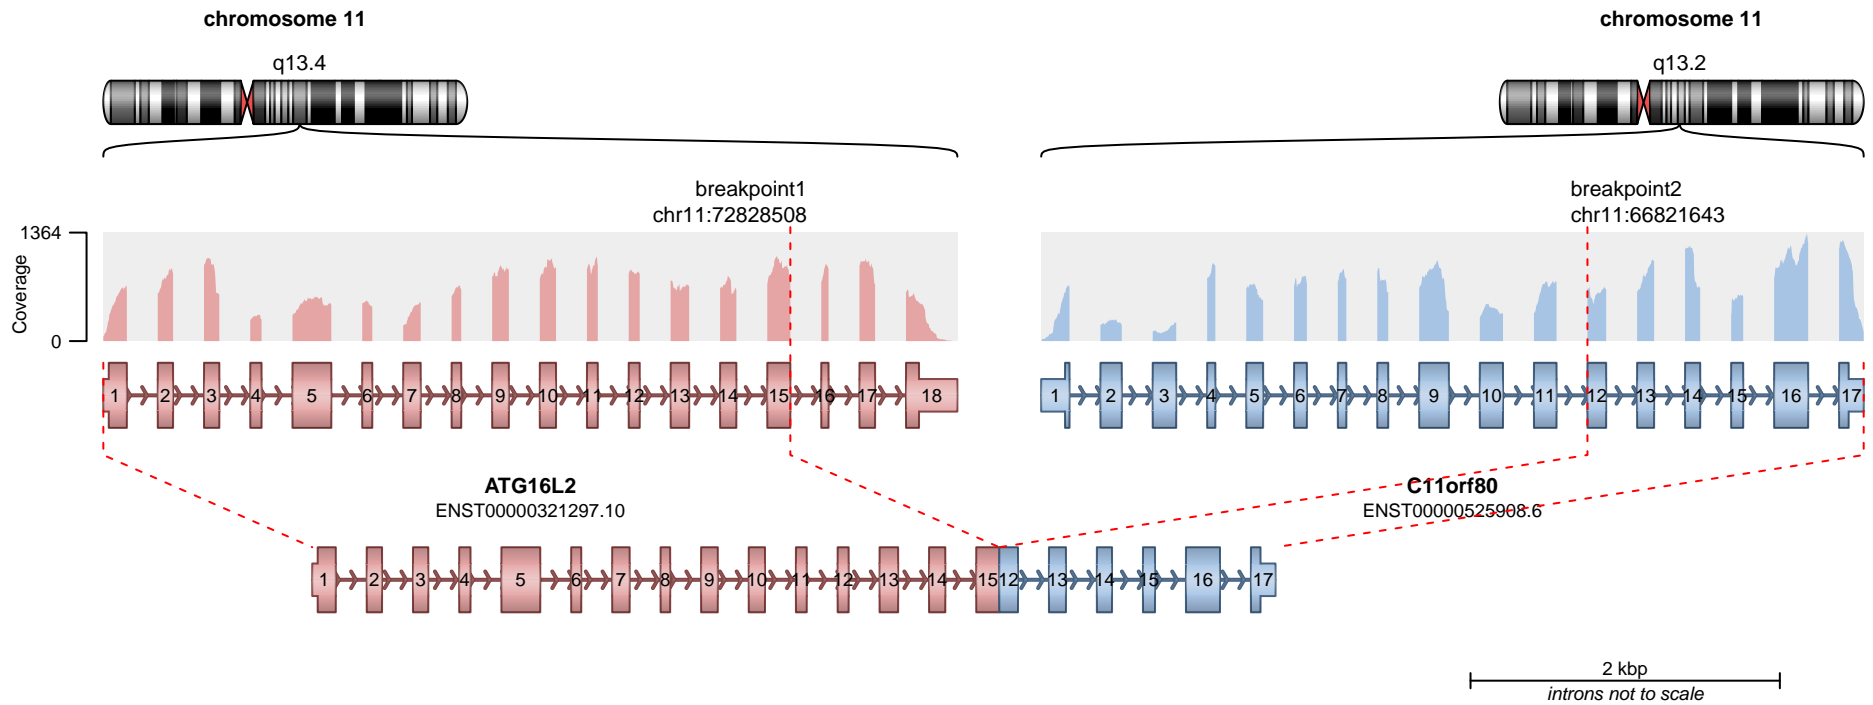 chromosome 11
chromosome 11
q13.4
q13.2
breakpoint1
chr11:72828508
breakpoint2
chr11:66821643
1364
Coverage
0
1 2 3 4 5 6 7 8 9 10 11 12 13 14 15 16 17 18
1 2 3 4 5 6 7 8 9 10 11 12 13 14 15 16 17
ATG16L2
ENST00000321297.10
C11orf80
ENST00000525908.6
1 2 3 4 5 6 7 8 9 10 11 12 13 14 15 12 13 14 15 16 17
2 kbp
introns not to scale